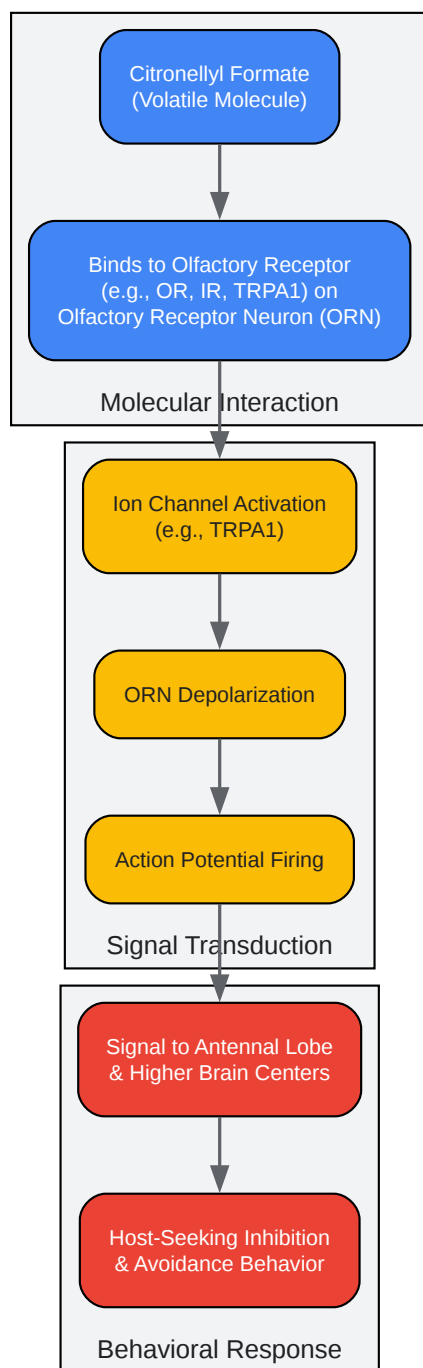 Citronellyl Formate
(Volatile Molecule)
Binds to Olfactory Receptor
(e.g., OR, IR, TRPA1) on
Olfactory Receptor Neuron (ORN)
Molecular Interaction
Ion Channel Activation
(e.g., TRPA1)
ORN Depolarization
Action Potential Firing
Signal Transduction
Signal to Antennal Lobe
& Higher Brain Centers
Host-Seeking Inhibition
& Avoidance Behavior
Behavioral Response